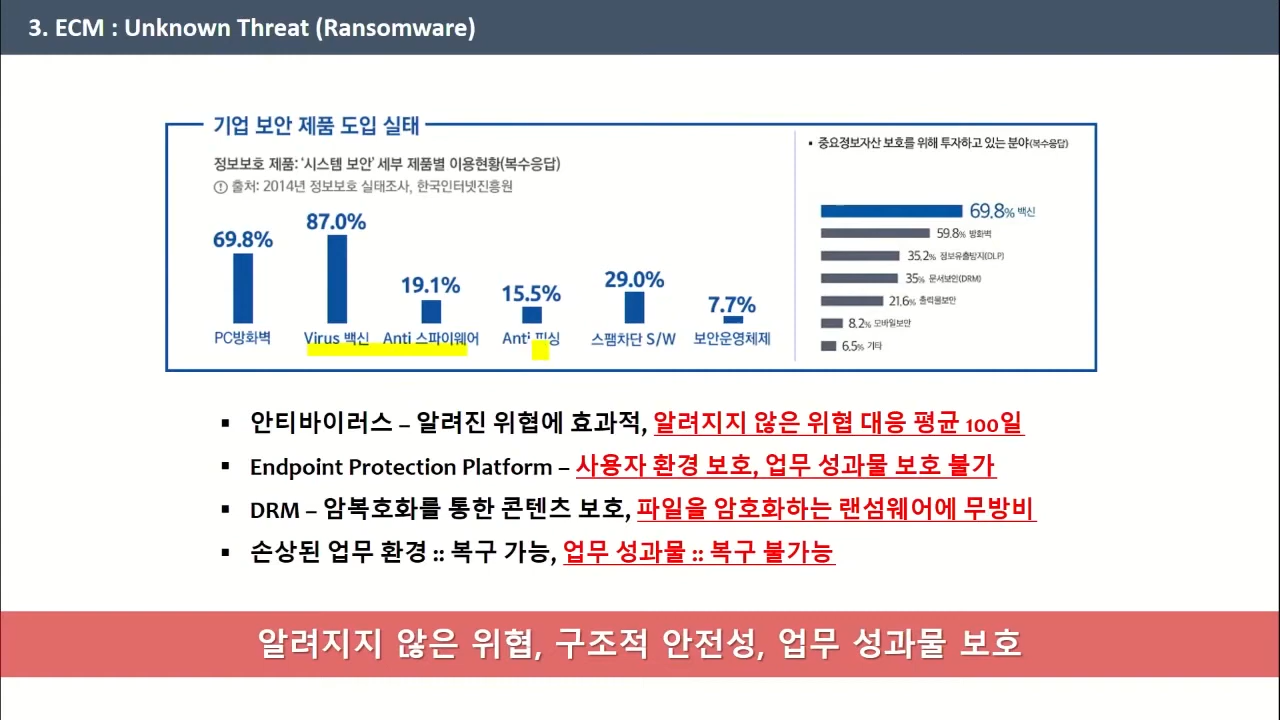 3. ECM : Unknown Threat (Ransomware)
기업 보안 제품 도입 실태
정보보호 제품: '시스템 보안' 세부 제품별 이용현황(복수응답)
출처: 2014년 정보보호 실태조사, 한국인터넷진흥원
69.8%
87.0%
19.1%
15.5%
29.0%
7.7%
PC방화벽
Virus 백신
Anti 스파이웨어
Anti 피싱
스팸차단 S/W
보안운영체제
▪ 중요정보자산 보호를 위해 투자하고 있는 분야(복수응답)
69.8% 백신
59.8% 방화벽
35.2% 정보유출방지(DLP)
35% 문서보안(DRM)
21.6% 출력물보안
8.2% 모바일보안
6.5% 기타
▪ 안티바이러스 – 알려진 위협에 효과적, 알려지지 않은 위협 대응 평균 100일
▪ Endpoint Protection Platform – 사용자 환경 보호, 업무 성과물 보호 불가
▪ DRM – 암복호화를 통한 콘텐츠 보호, 파일을 암호화하는 랜섬웨어에 무방비
▪ 손상된 업무 환경 :: 복구 가능, 업무 성과물 :: 복구 불가능
알려지지 않은 위협, 구조적 안전성, 업무 성과물 보호